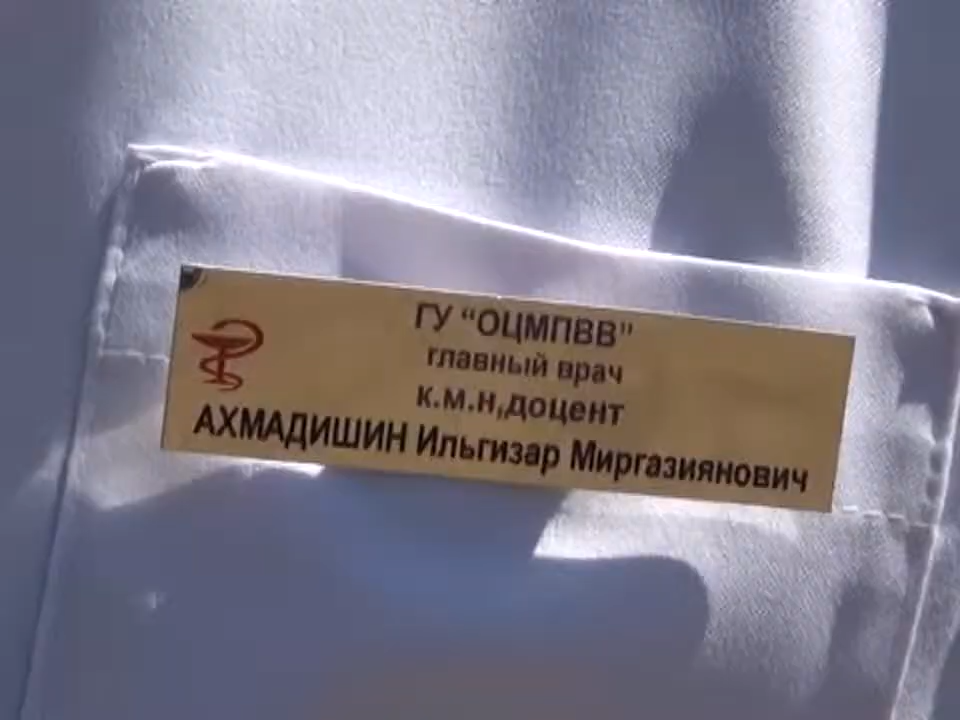 ГУ “ОЦМПВВ”
главный врач
к.м.н,доцент
АХМАДИШИН Ильгизар Миргазиянович